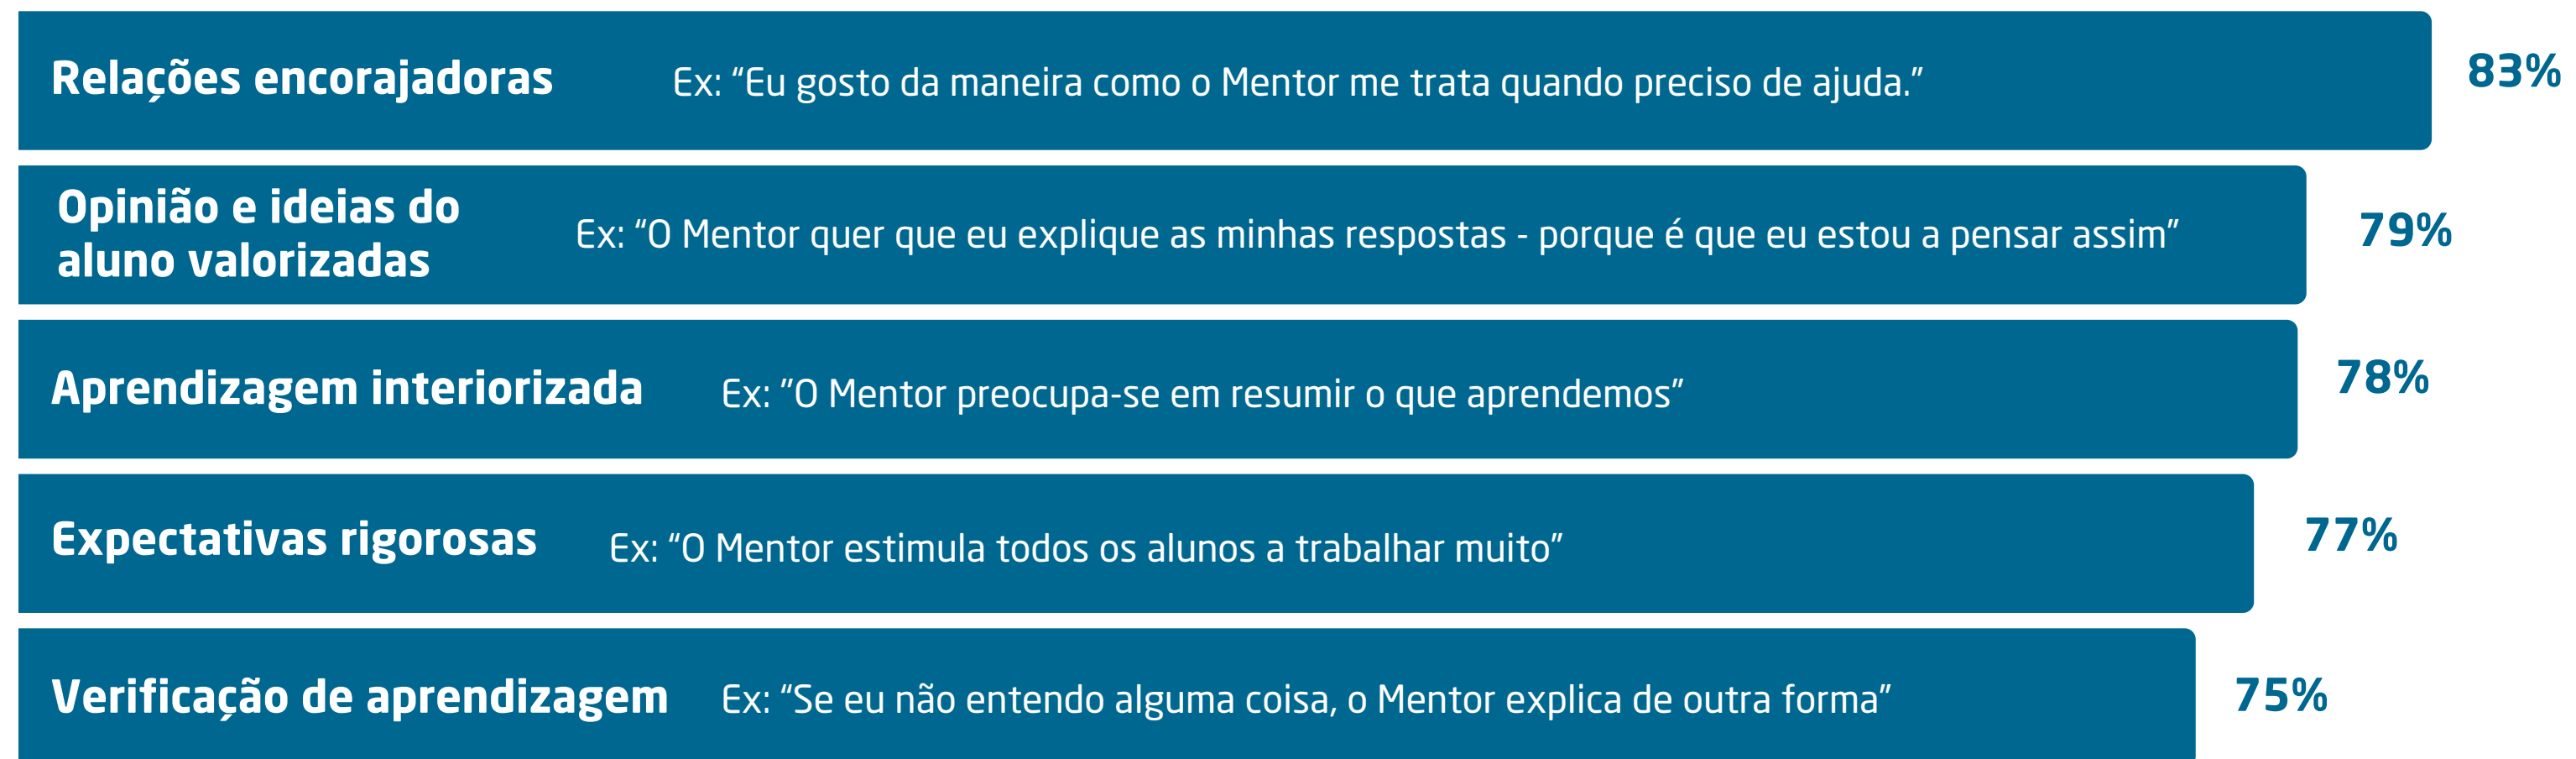 Relações encorajadoras Ex: “Eu gosto da maneira como o Mentor me trata quando preciso de ajuda.” 83%
Opinião e ideias do
aluno valorizadas
Ex: “O Mentor quer que eu explique as minhas respostas - porque é que eu estou a pensar assim” 79%
Aprendizagem interiorizada Ex: ”O Mentor preocupa-se em resumir o que aprendemos” 78%
Expectativas rigorosas Ex: “O Mentor estimula todos os alunos a trabalhar muito” 77%
Verificação de aprendizagem Ex: “Se eu não entendo alguma coisa, o Mentor explica de outra forma” 75%